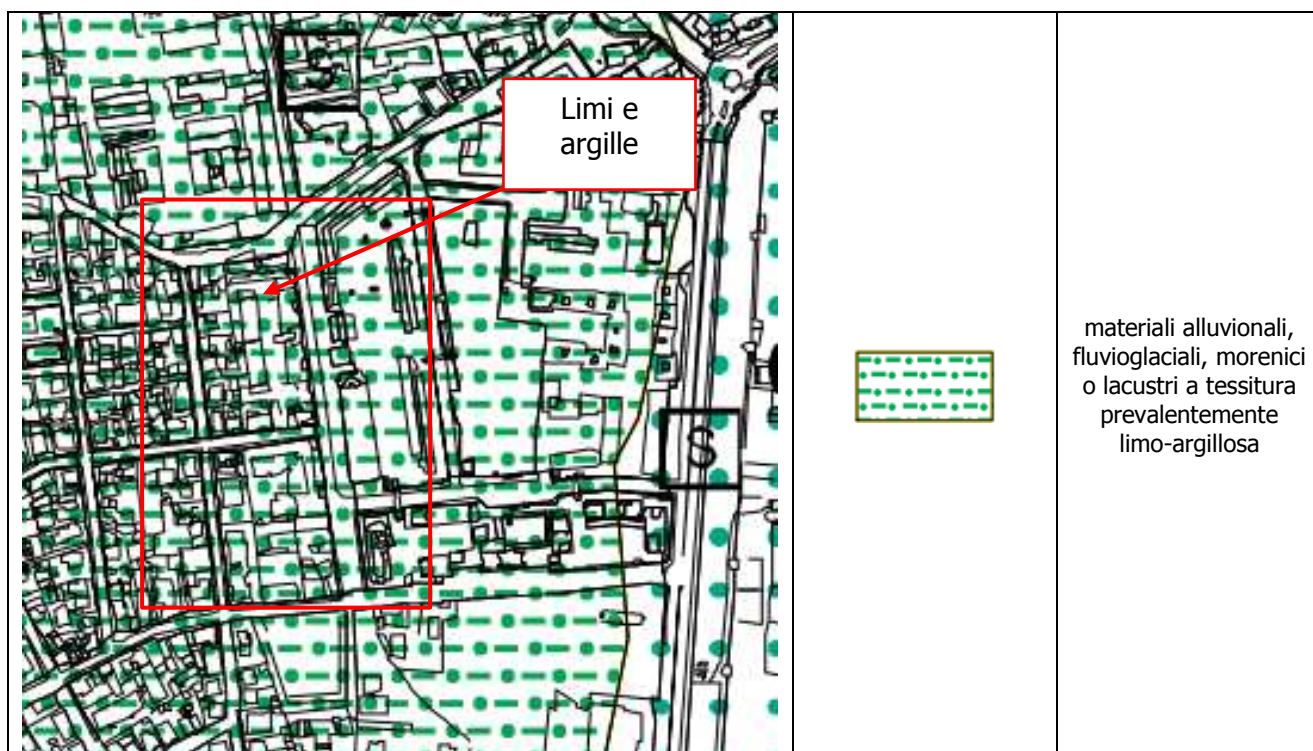 S
Limi e
argille
S
materiali alluvionali,
fluvioglaciali, morenici
o lacustri a tessitura
prevalentemente
limo-argillosa